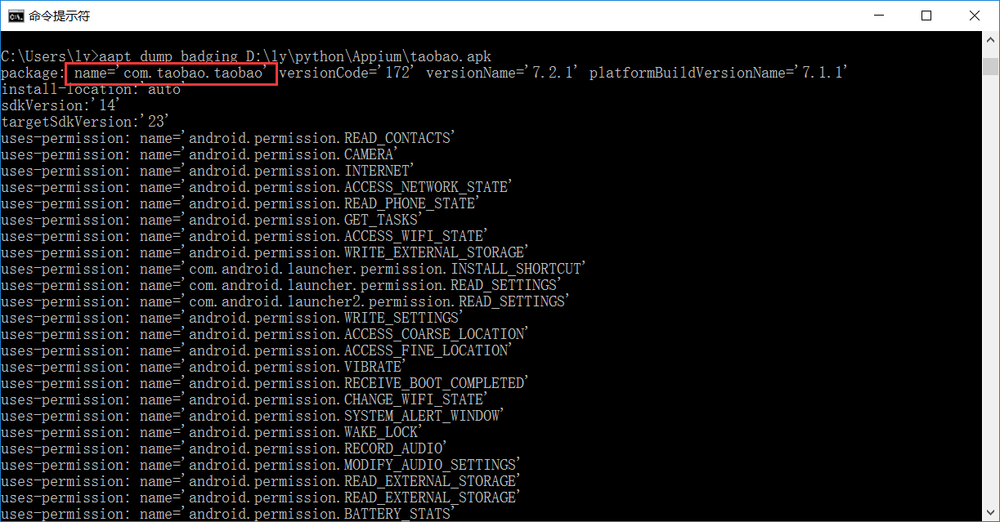 命令提示符
C:\Users\ly>aapt dump badging D:\ly\python\Appium\taobao.apk
package: name='com.taobao.taobao' versionCode='172' versionName='7.2.1' platformBuildVersionName='7.1.1'
install-location:'auto'
sdkVersion:'14'
targetSdkVersion:'23'
uses-permission: name='android.permission.READ_CONTACTS'
uses-permission: name='android.permission.CAMERA'
uses-permission: name='android.permission.INTERNET'
uses-permission: name='android.permission.ACCESS_NETWORK_STATE'
uses-permission: name='android.permission.READ_PHONE_STATE'
uses-permission: name='android.permission.GET_TASKS'
uses-permission: name='android.permission.ACCESS_WIFI_STATE'
uses-permission: name='android.permission.WRITE_EXTERNAL_STORAGE'
uses-permission: name='com.android.launcher.permission.INSTALL_SHORTCUT'
uses-permission: name='com.android.launcher.permission.READ_SETTINGS'
uses-permission: name='com.android.launcher2.permission.READ_SETTINGS'
uses-permission: name='android.permission.WRITE_SETTINGS'
uses-permission: name='android.permission.ACCESS_COARSE_LOCATION'
uses-permission: name='android.permission.ACCESS_FINE_LOCATION'
uses-permission: name='android.permission.VIBRATE'
uses-permission: name='android.permission.RECEIVE_BOOT_COMPLETED'
uses-permission: name='android.permission.CHANGE_WIFI_STATE'
uses-permission: name='android.permission.SYSTEM_ALERT_WINDOW'
uses-permission: name='android.permission.WAKE_LOCK'
uses-permission: name='android.permission.RECORD_AUDIO'
uses-permission: name='android.permission.MODIFY_AUDIO_SETTINGS'
uses-permission: name='android.permission.READ_EXTERNAL_STORAGE'
uses-permission: name='android.permission.READ_EXTERNAL_STORAGE'
uses-permission: name='android.permission.BATTERY_STATS'